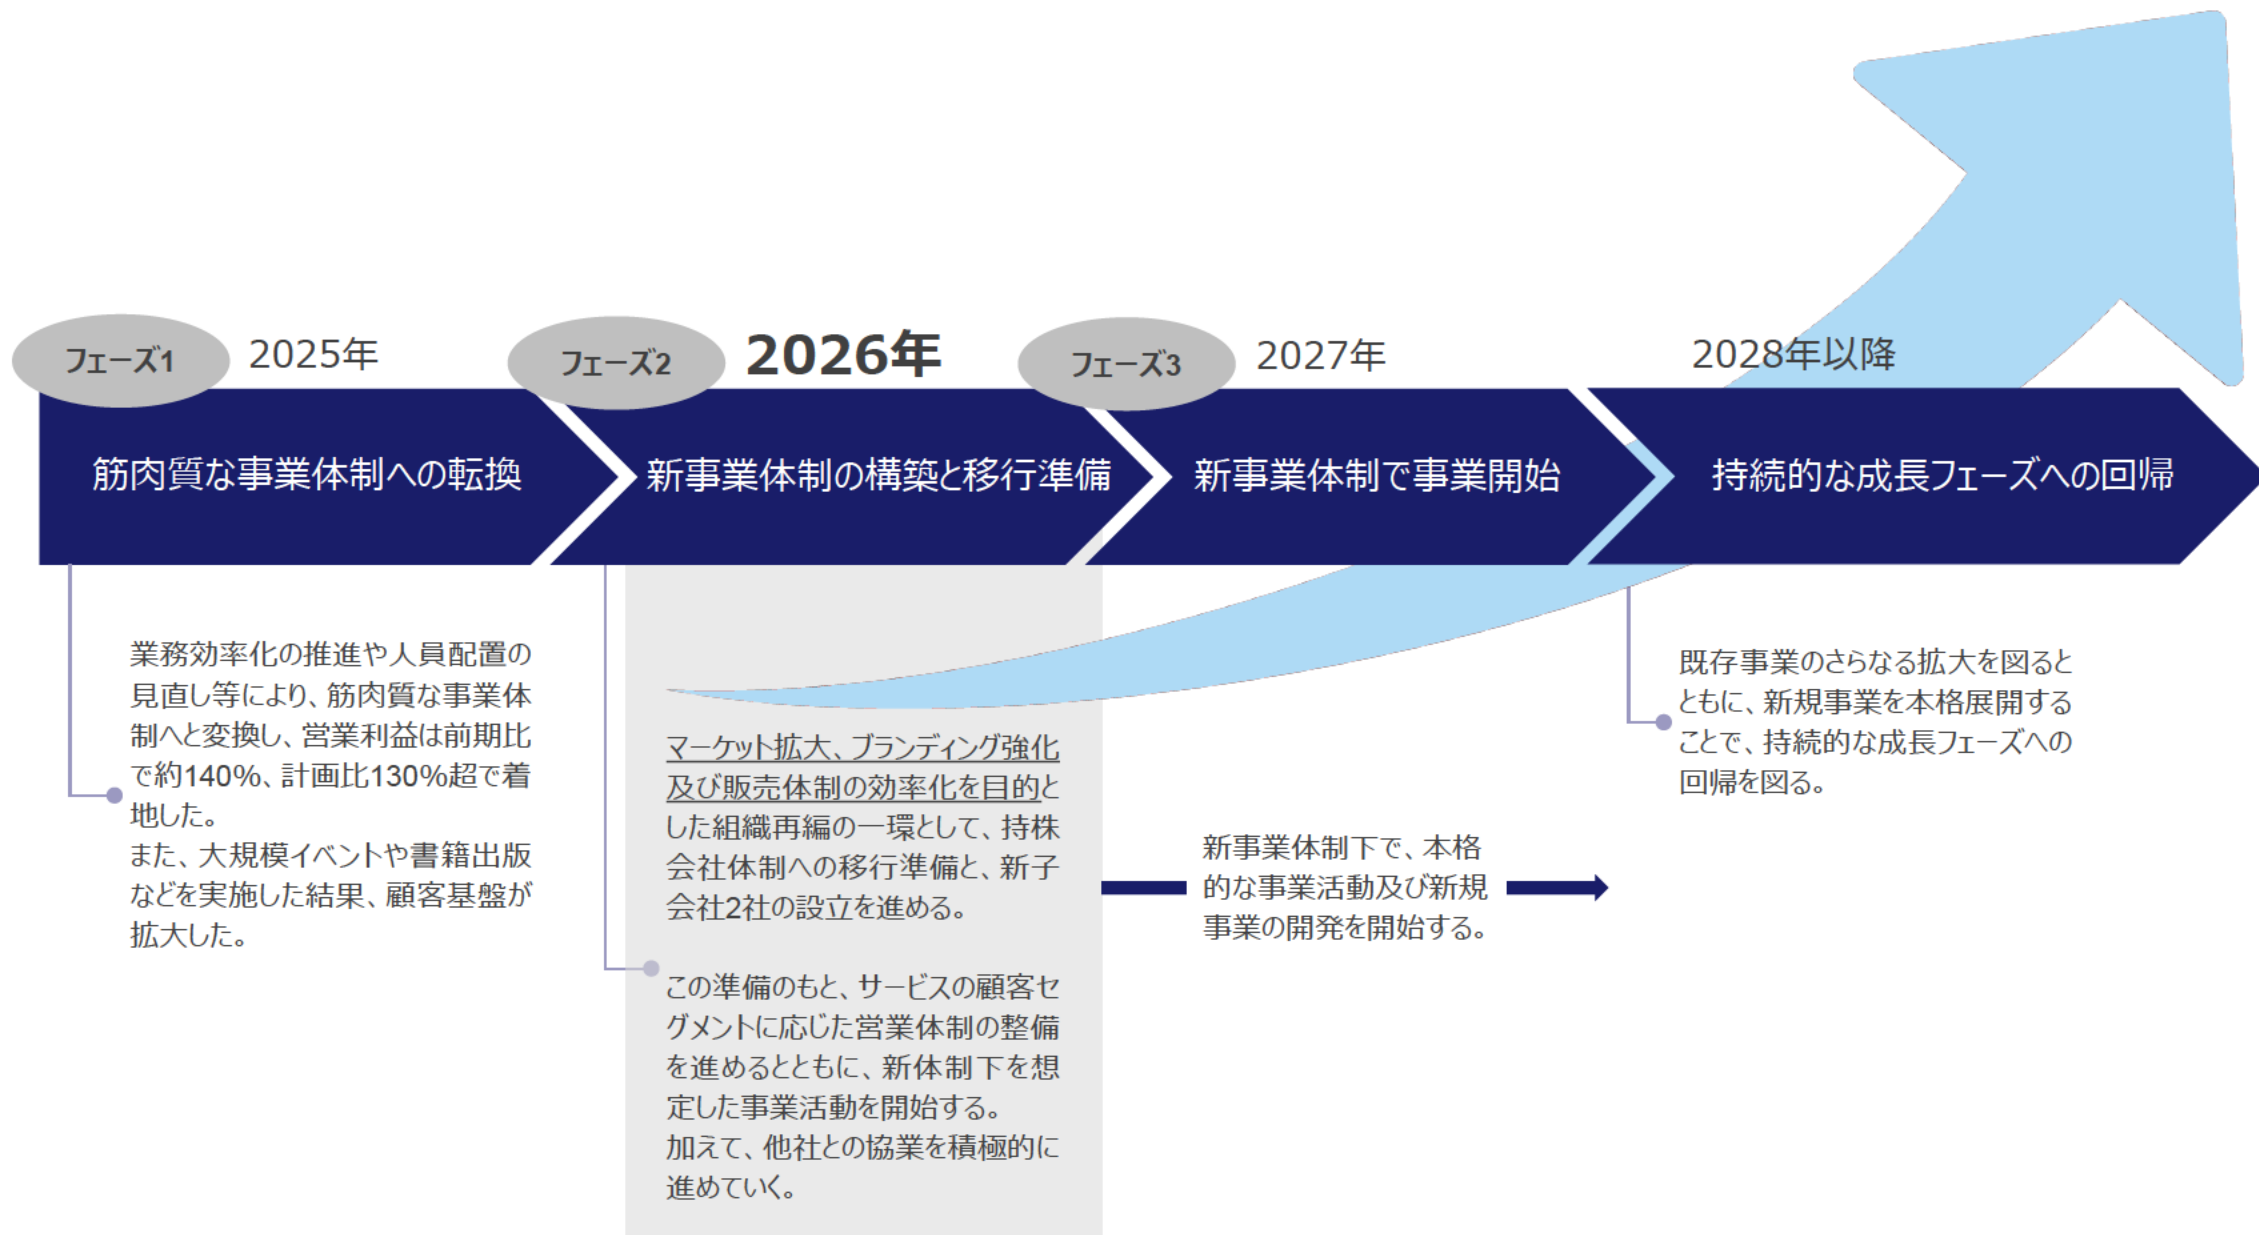 フェーズ1
2025年
フェーズ2
2026年
フェーズ3
2027年
2028年以降
筋肉質な事業体制への転換
新事業体制の構築と移行準備
新事業体制で事業開始
持続的な成長フェーズへの回帰
業務効率化の推進や人員配置の
見直し等により、筋肉質な事業体
制へと変換し、営業利益は前期比
で約140%、計画比130%超で着
地した。
また、大規模イベントや書籍出版
などを実施した結果、顧客基盤が
拡大した。
マーケット拡大、ブランディング強化
及び販売体制の効率化を目的と
した組織再編の一環として、持株
会社体制への移行準備と、新子
会社2社の設立を進める。
この準備のもと、サービスの顧客セ
グメントに応じた営業体制の整備
を進めるとともに、新体制下を想
定した事業活動を開始する。
加えて、他社との協業を積極的に
進めていく。
新事業体制下で、本格
的な事業活動及び新規
事業の開発を開始する。
既存事業のさらなる拡大を図ると
ともに、新規事業を本格展開する
ことで、持続的な成長フェーズへの
回帰を図る。